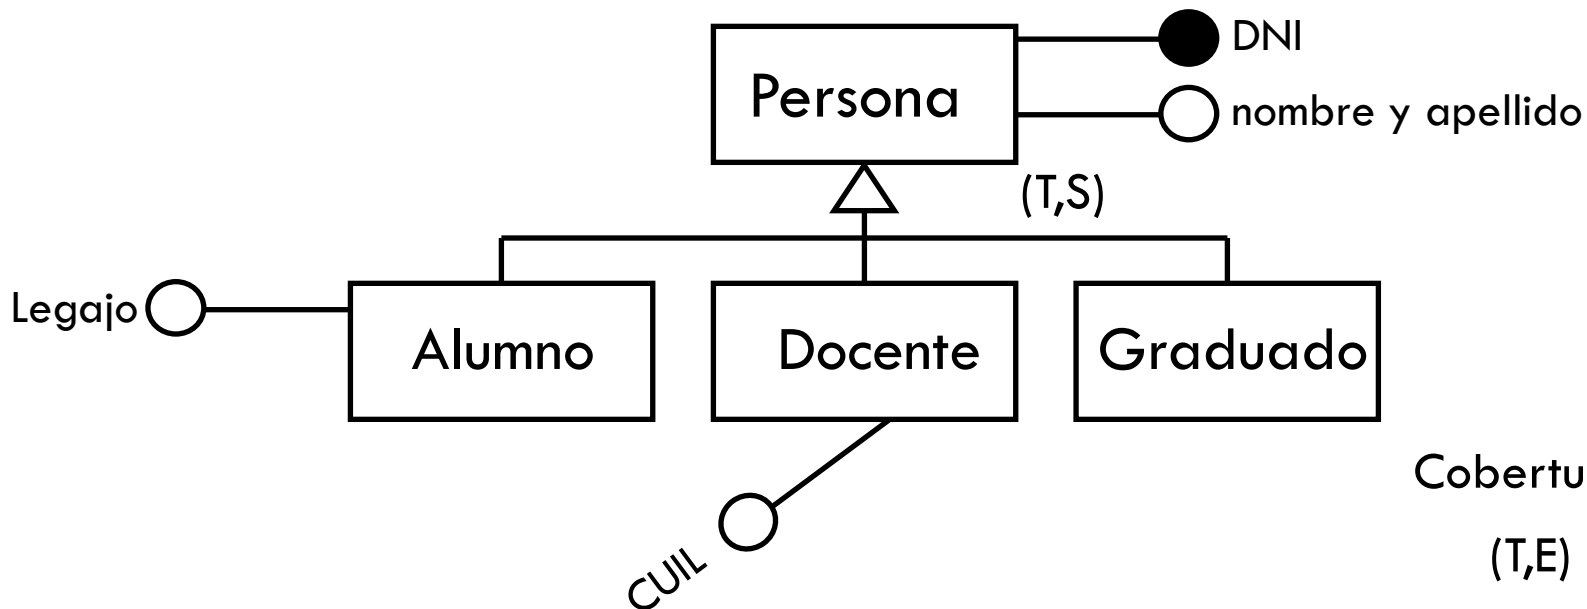 DNI
Persona
nombre y apellido
(T,S)
Legajo
Alumno
Docente
Graduado
Cobertu
(T,E)
CUIL